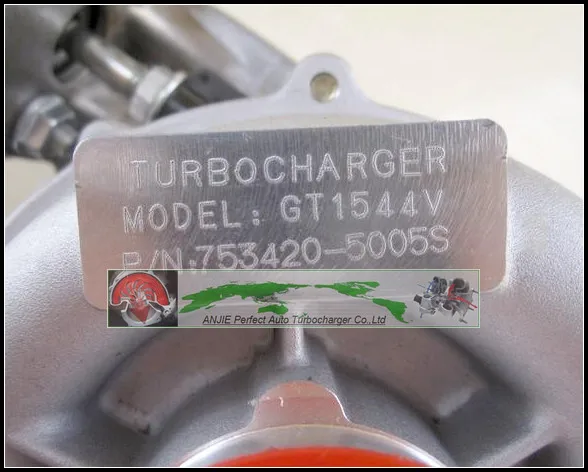 TURBOCHARGER
MODEL: GT1544V
P/N:753420-5005S
ANJIE Perfect Auto Turbocharger Co.,Ltd